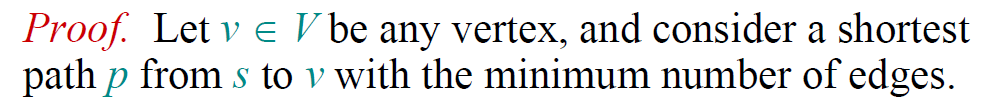 Proof. Let v ∈ V be any vertex, and consider a shortest
path p from s to v with the minimum number of edges.